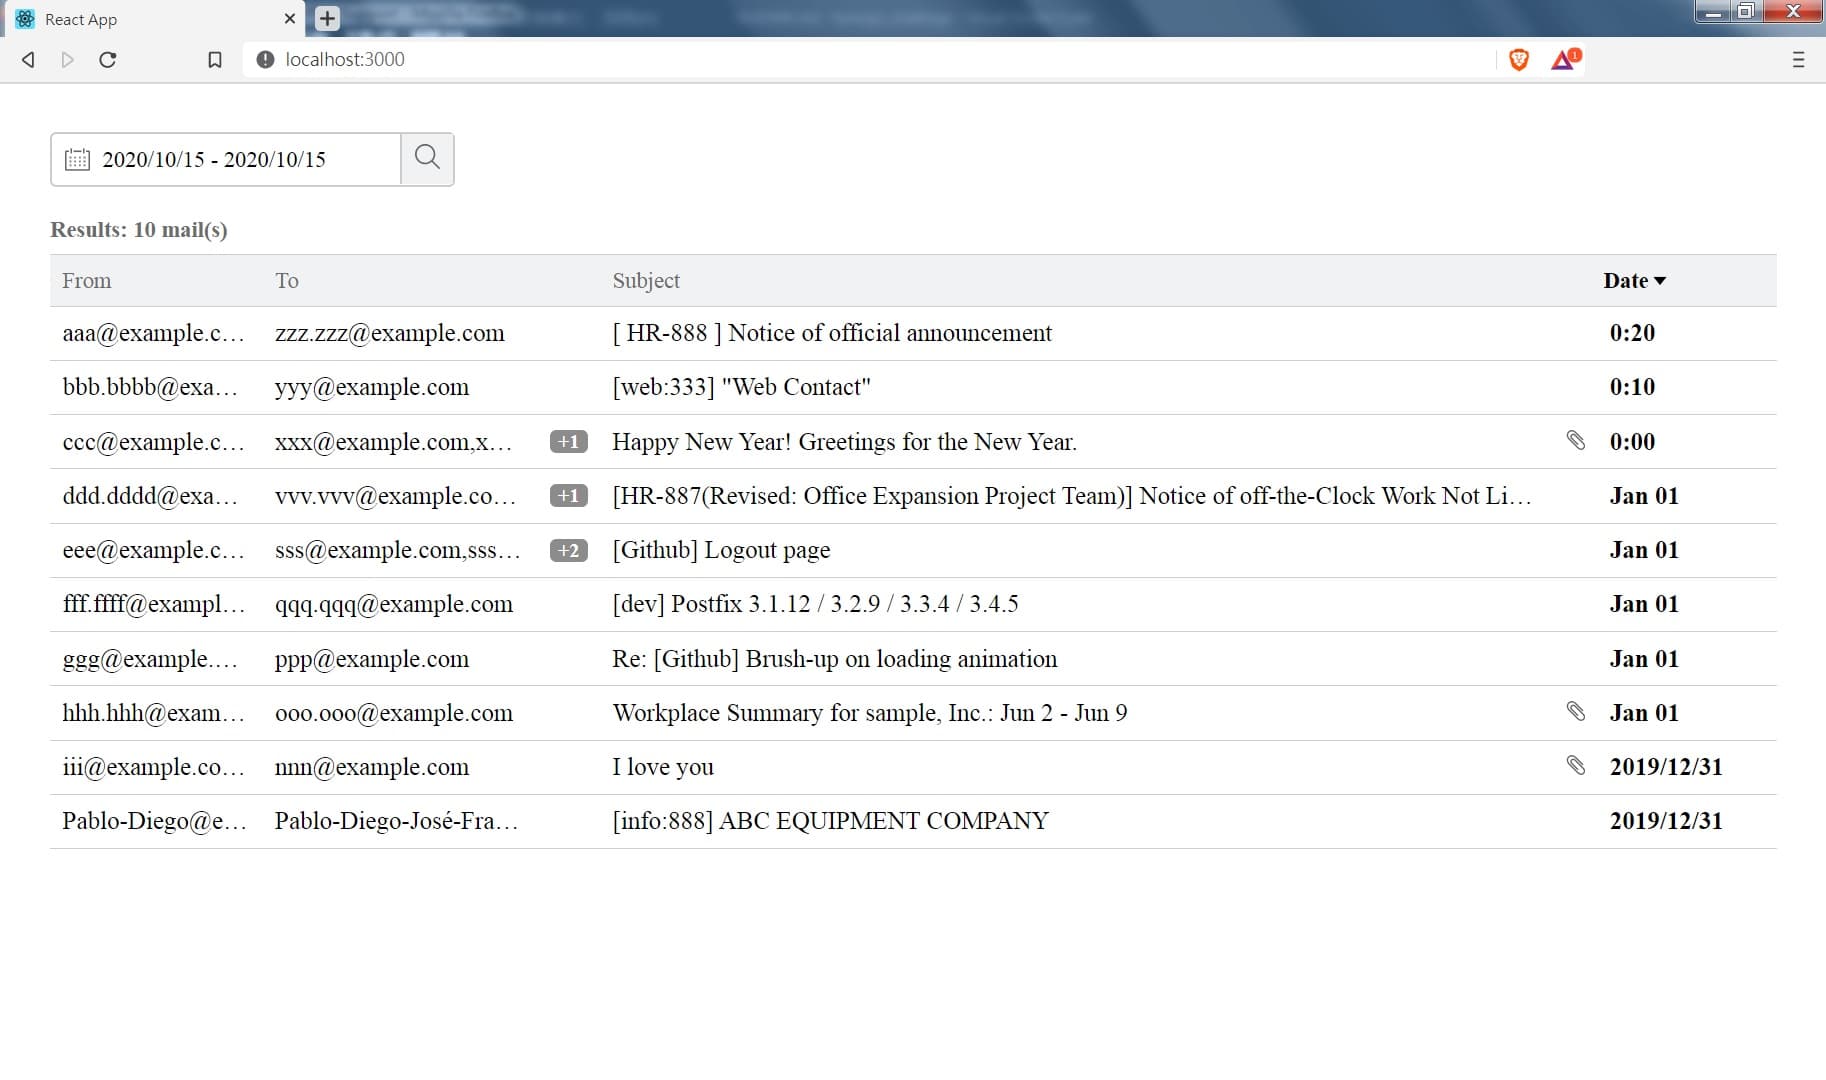 React App
localhost:3000
1
2020/10/15 - 2020/10/15
Results: 10 mail(s)
From To Subject Date
aaa@example.c... zzz.zzz@example.com [ HR-888 ] Notice of official announcement 0:20
bbb.bbbb@exa... yyy@example.com [web:333] "Web Contact" 0:10
ccc@example.c... xxx@example.com,x... +1 Happy New Year! Greetings for the New Year. 0:00
ddd.dddd@exa... vvv.vvv@example.co... +1 [HR-887(Revised: Office Expansion Project Team)] Notice of off-the-Clock Work Not Li... Jan 01
eee@example.c... sss@example.com,sss... +2 [Github] Logout page Jan 01
fff.ffff@exampl... qqq.qqq@example.com [dev] Postfix 3.1.12 / 3.2.9 / 3.3.4 / 3.4.5 Jan 01
ggg@example.... ppp@example.com Re: [Github] Brush-up on loading animation Jan 01
hhh.hhh@exam... ooo.ooo@example.com Workplace Summary for sample, Inc.: Jun 2 - Jun 9 Jan 01
iii@example.co... nnn@example.com I love you 2019/12/31
Pablo-Diego@e... Pablo-Diego-José-Fra... [info:888] ABC EQUIPMENT COMPANY 2019/12/31